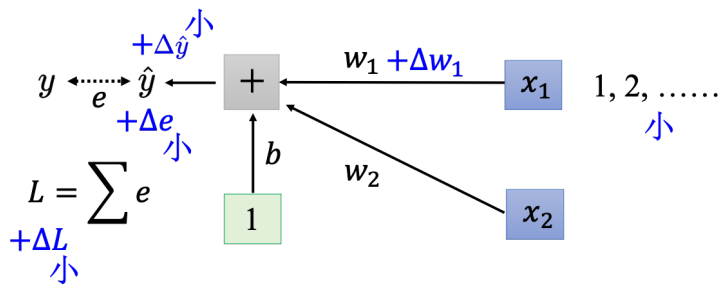 +Δŷ 小
y e ŷ + w₁ +Δw₁ x₁ 1, 2, ……
+Δe 小 小
b w₂
L = ∑ e 1 x₂
+ΔL 小